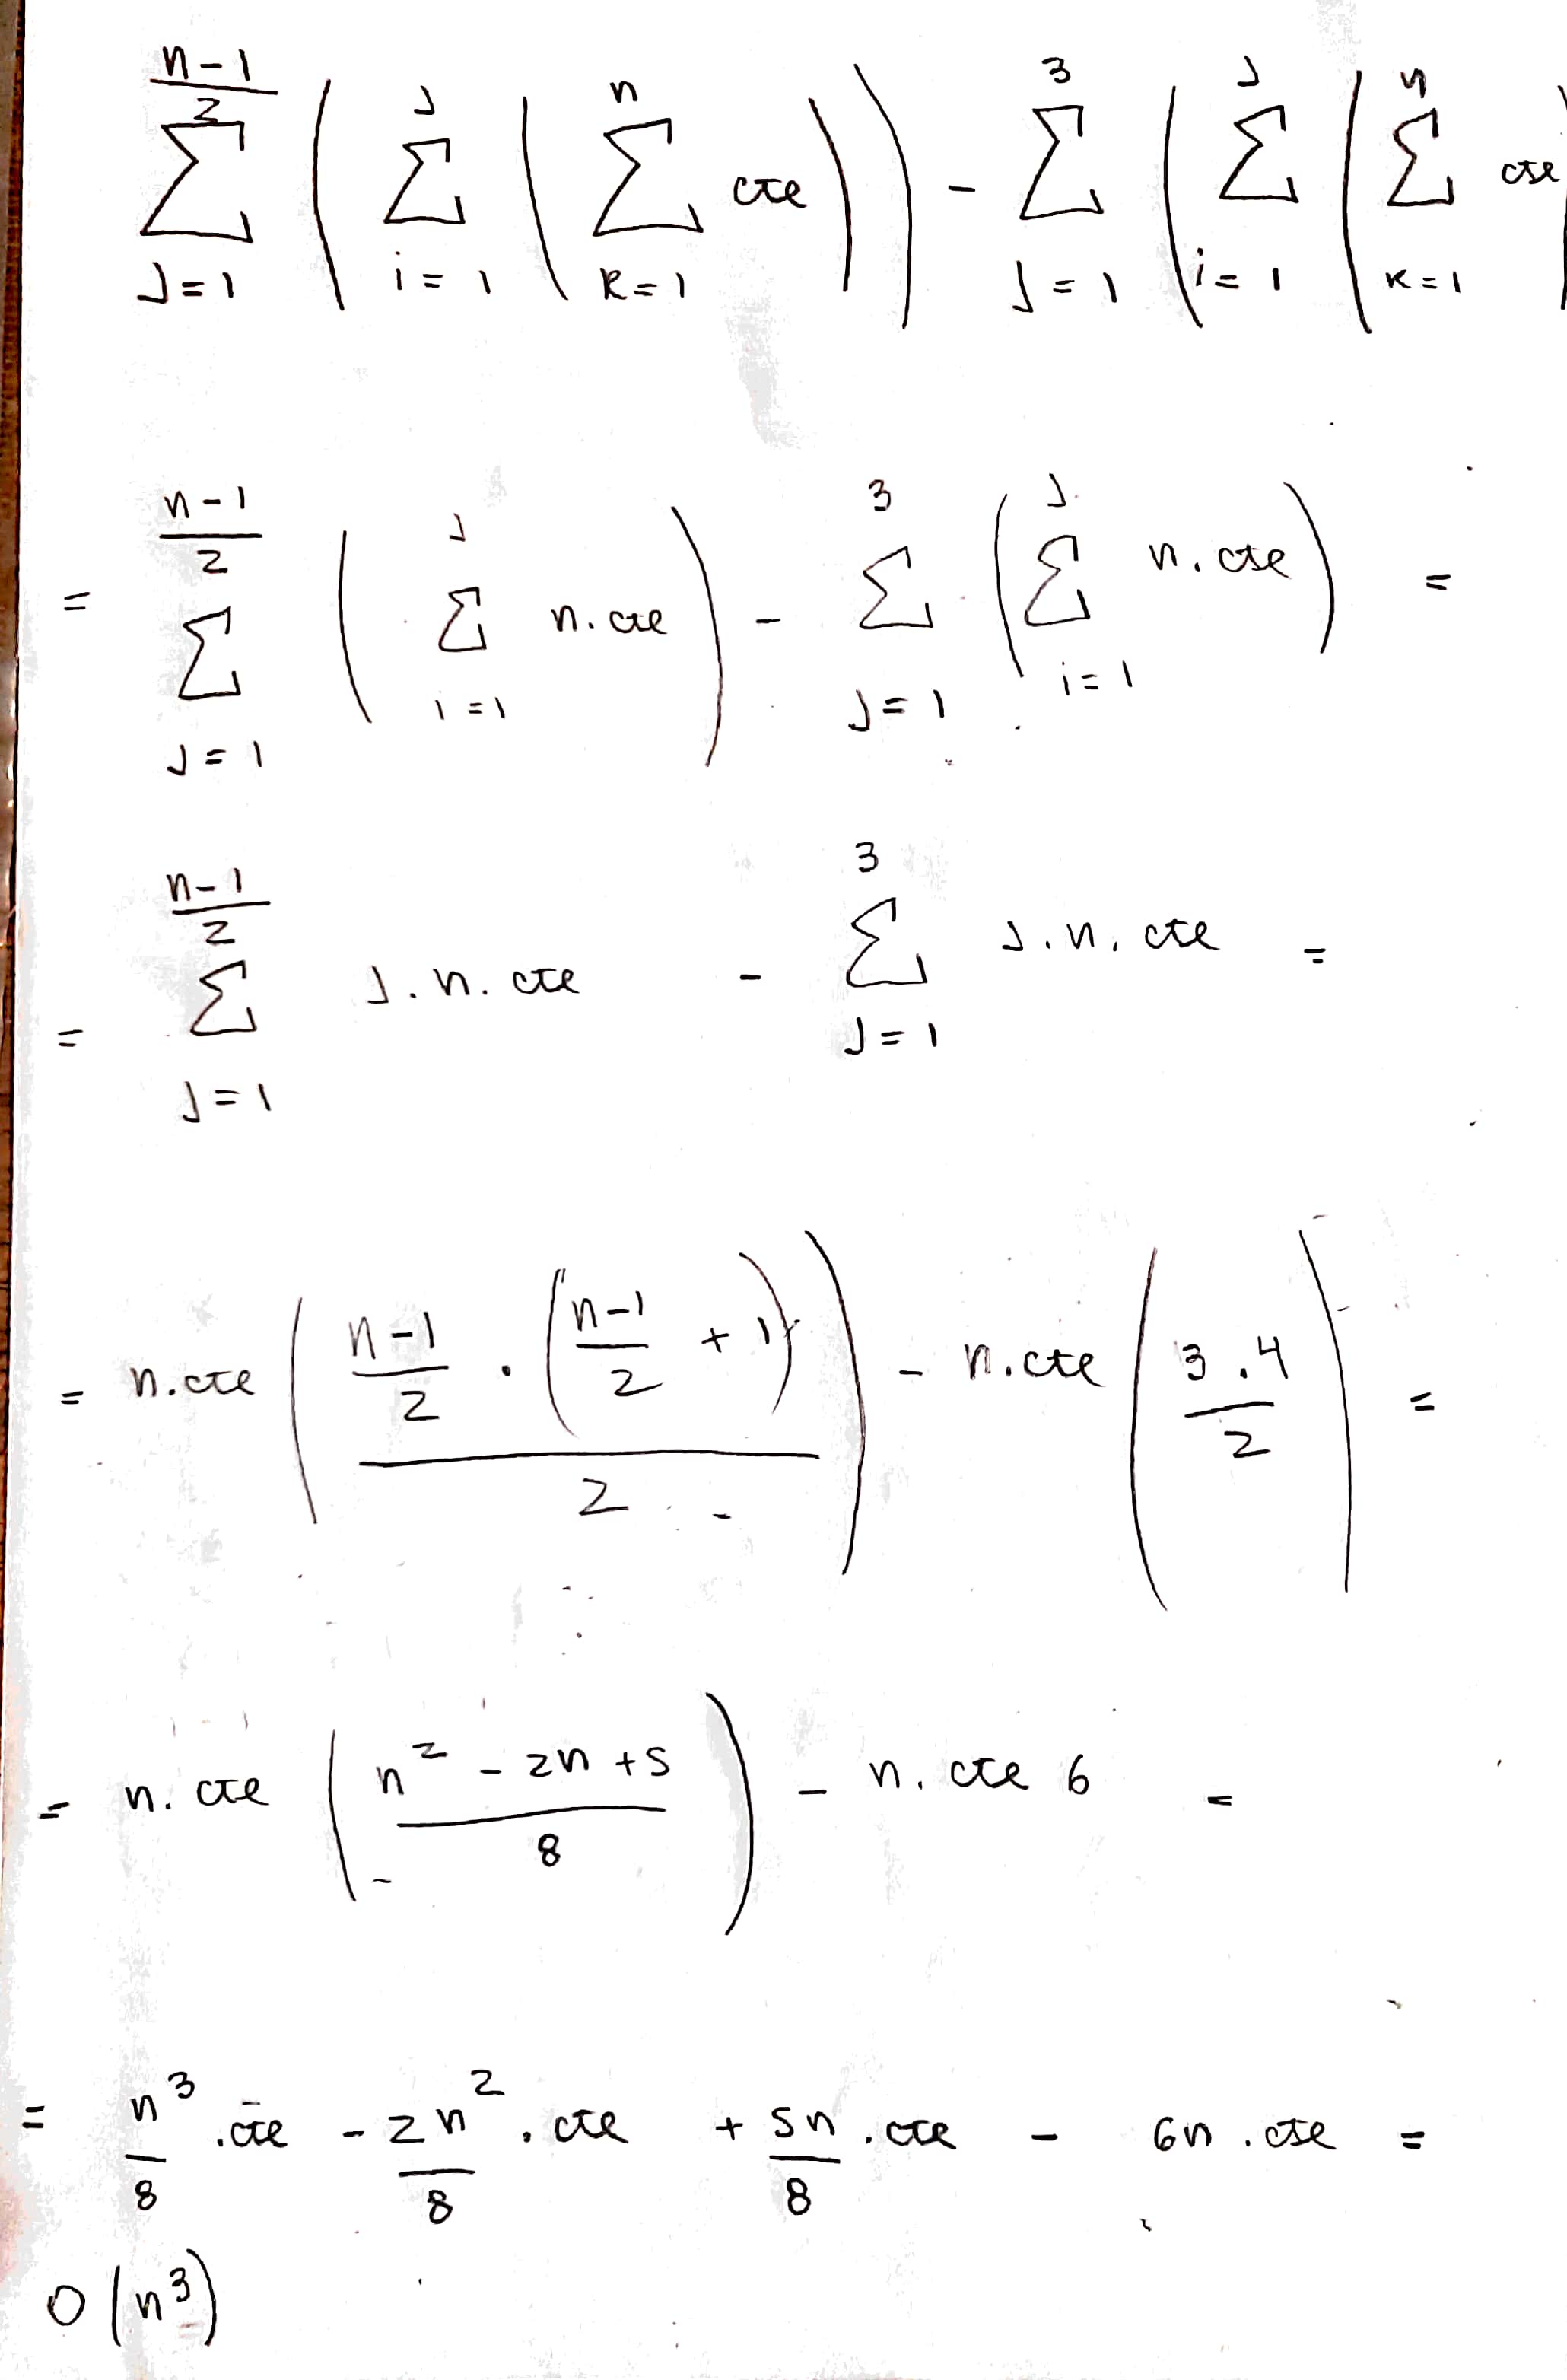 \sum_{J=1}^{\frac{n-1}{2}} \left( \sum_{i=1}^{J} \left( \sum_{k=1}^{n} cte \right) \right) - \sum_{J=1}^{3} \left( \sum_{i=1}^{J} \left( \sum_{k=1}^{n} cte
= \sum_{J=1}^{\frac{n-1}{2}} \left( \sum_{i=1}^{J} n.cte \right) - \sum_{J=1}^{3} \left( \sum_{i=1}^{J} n.cte \right) =
= \sum_{J=1}^{\frac{n-1}{2}} J.n.cte - \sum_{J=1}^{3} J.n.cte =
= n.cte \left( \frac{\frac{n-1}{2} . \left( \frac{n-1}{2} + 1 \right)}{2} \right) - n.cte \left( \frac{3.4}{2} \right) =
= n.cte \left( \frac{n^2 - 2n + 5}{8} \right) - n.cte 6 =
= \frac{n^3}{8} .cte - \frac{2n^2}{8} .cte + \frac{5n}{8} .cte - 6n .cte =
O(n^3)